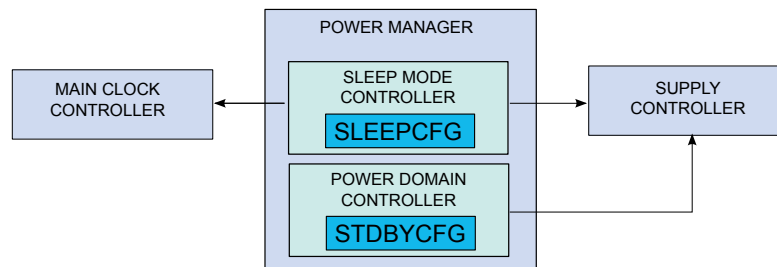 POWER MANAGER
MAIN CLOCK
CONTROLLER
SLEEP MODE
CONTROLLER
SLEEPCFG
SUPPLY
CONTROLLER
POWER DOMAIN
CONTROLLER
STDBYCFG